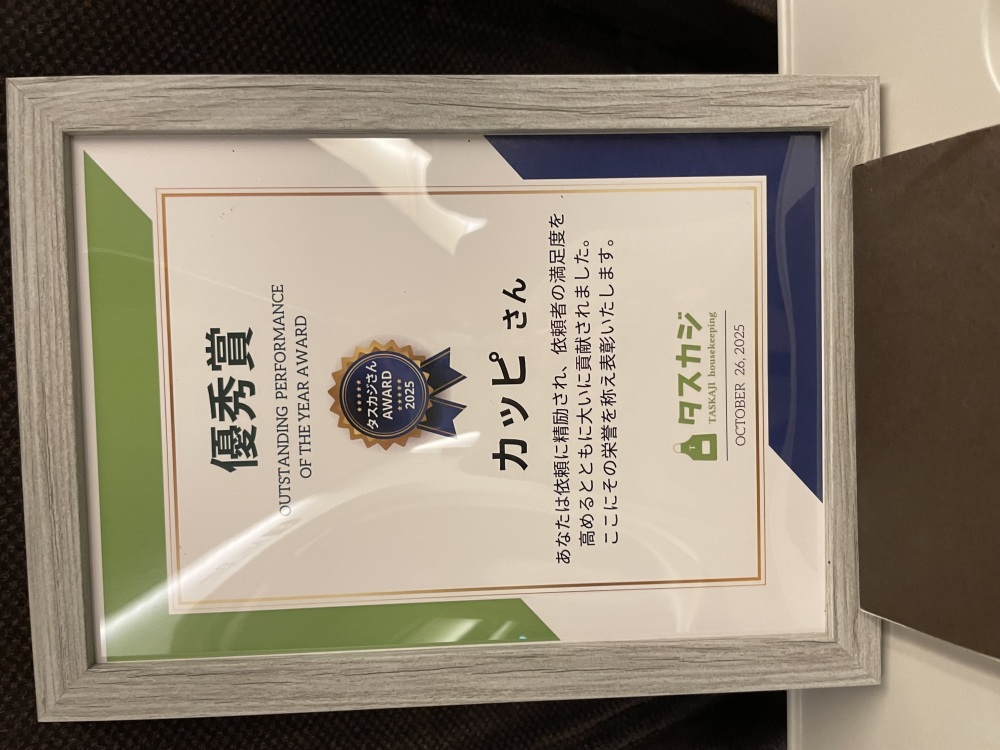 優秀賞
OUTSTANDING PERFORMANCE
OF THE YEAR AWARD
タスカジさん
AWARD
2025
カッピ さん
あなたは依頼に精励され、依頼者の満足度を
高めるとともに大いに貢献されました。
ここにその栄誉を称え表彰いたします。
T
タスカジ
TASKAJI housekeeping
OCTOBER 26, 2025